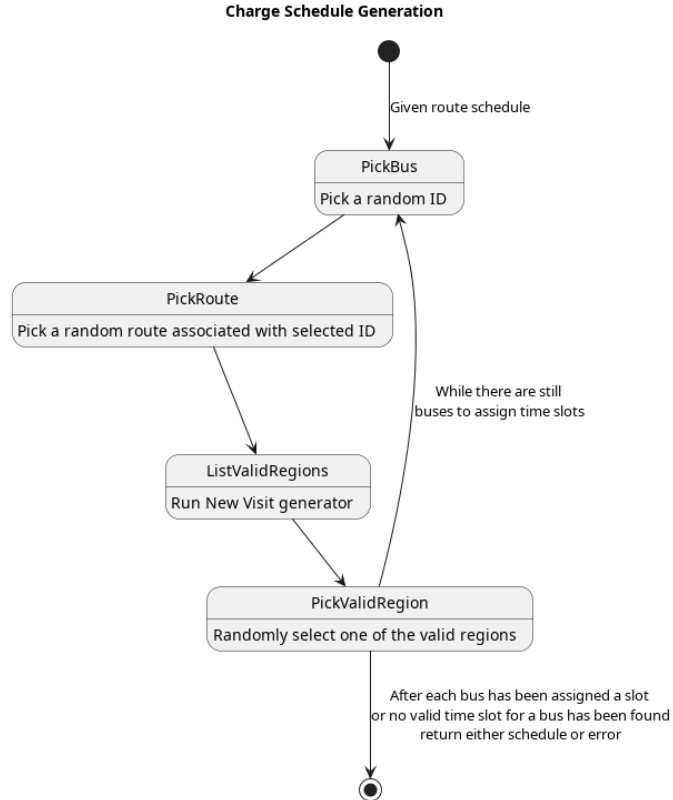 Charge Schedule Generation
Given route schedule
PickBus
Pick a random ID
PickRoute
Pick a random route associated with selected ID
While there are still
buses to assign time slots
ListValidRegions
Run New Visit generator
PickValidRegion
Randomly select one of the valid regions
After each bus has been assigned a slot
or no valid time slot for a bus has been found
return either schedule or error